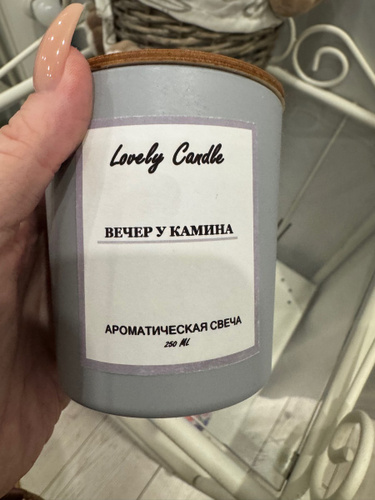 Lovely Candle
ВЕЧЕР У КАМИНА
АРОМАТИЧЕСКАЯ СВЕЧА
250 ML